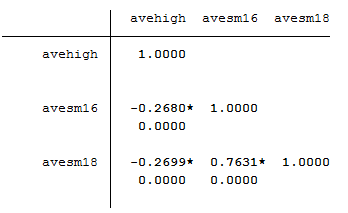 avehigh avesm16 avesm18
avehigh 1.0000
avesm16 -0.2680* 1.0000
0.0000
avesm18 -0.2699* 0.7631* 1.0000
0.0000 0.0000